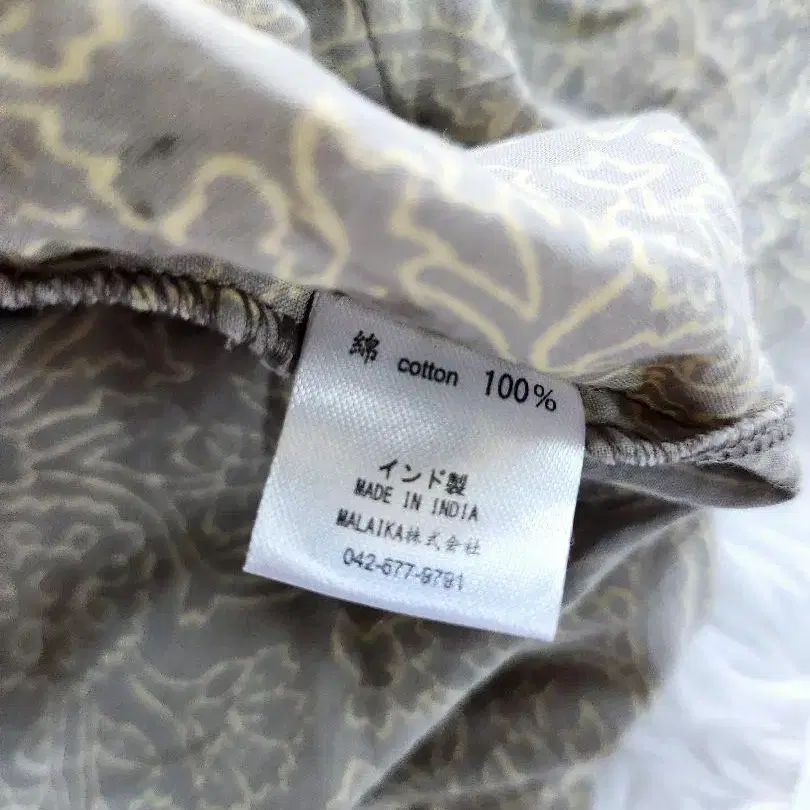 綿 cotton 100%
インド製
MADE IN INDIA
MALAIKA株式会社
042-677-9791